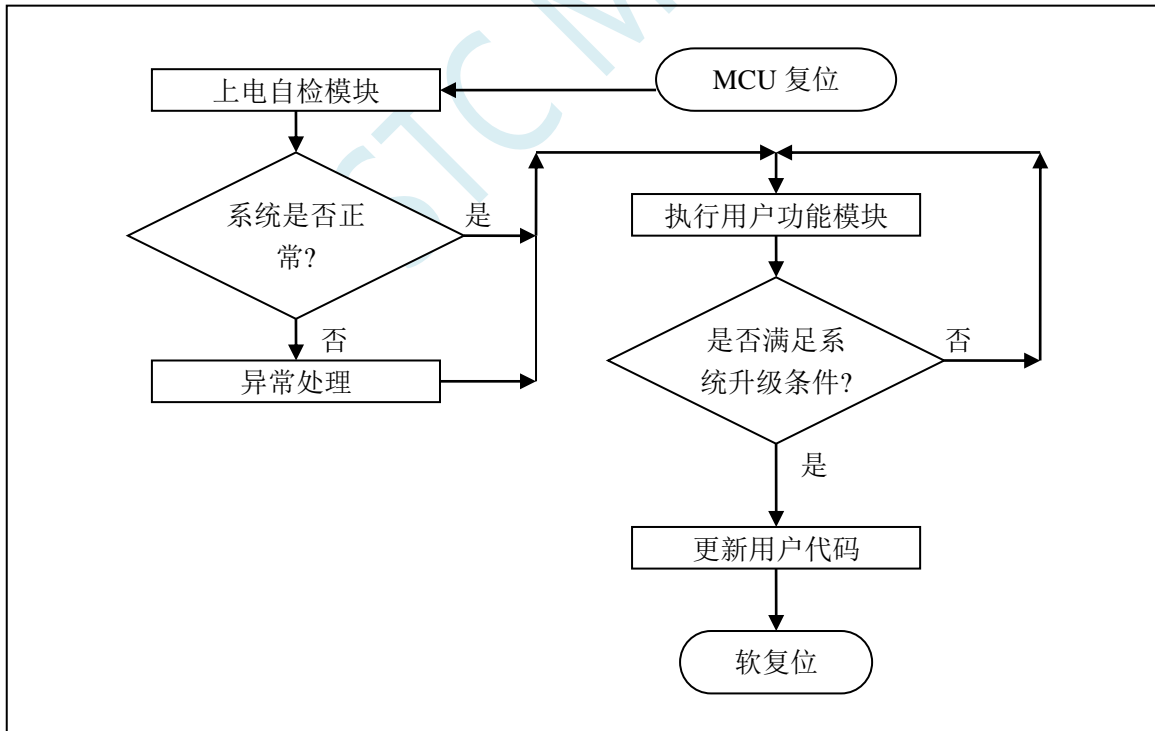 STC M
MCU 复位
上电自检模块
系统是否正
常?
是
否
异常处理
执行用户功能模块
是否满足系
统升级条件?
否
是
更新用户代码
软复位